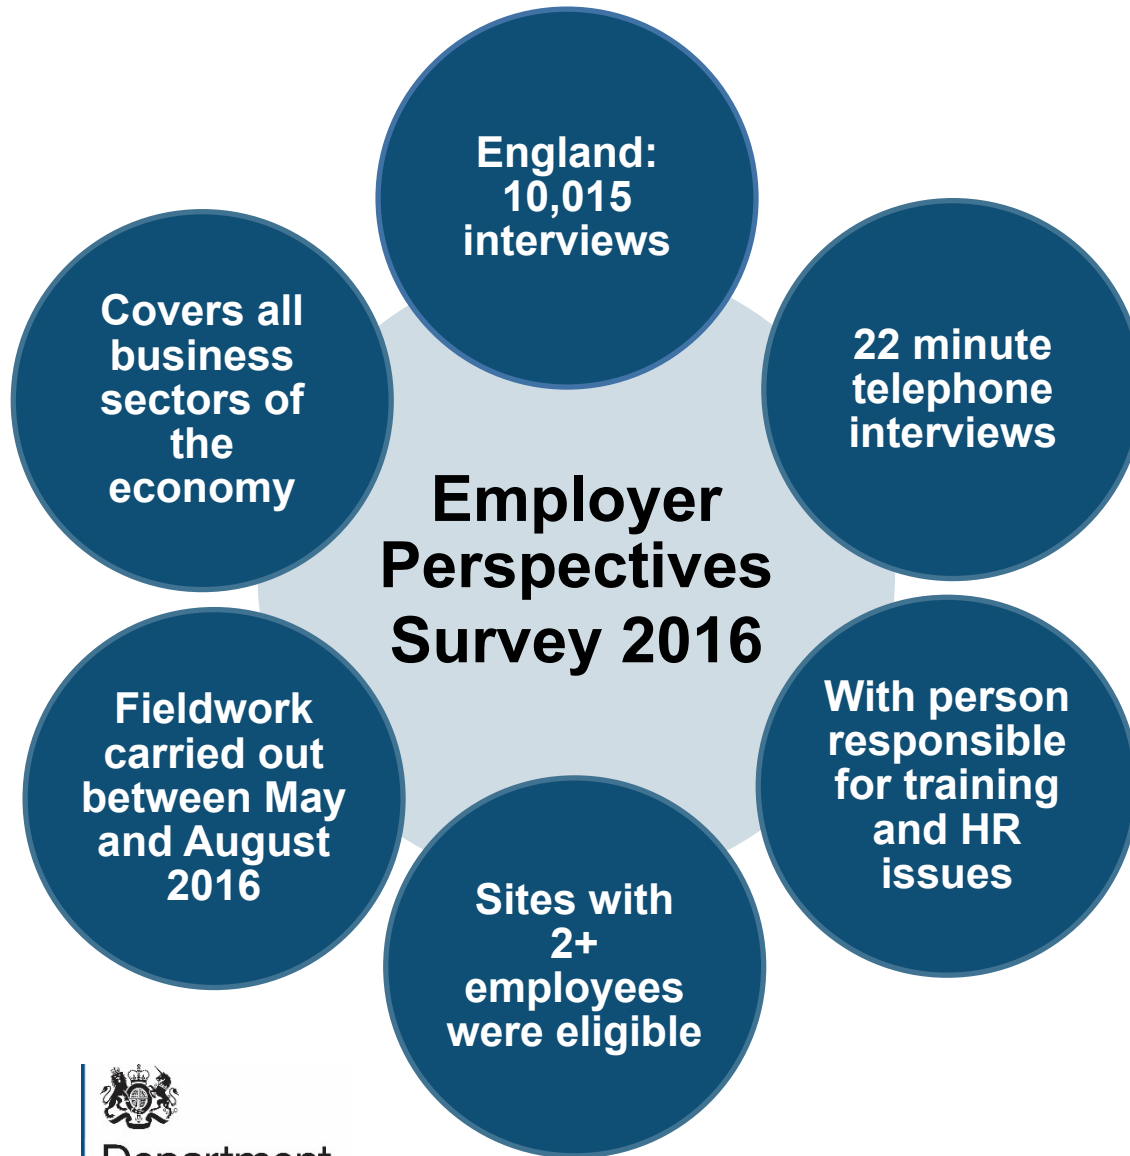 England:
10,015
interviews
22 minute
telephone
interviews
With person
responsible
for training
and HR
issues
Sites with
2+
employees
were eligible
Fieldwork
carried out
between May
and August
2016
Covers all
business
sectors of
the
economy
Employer
Perspectives
Survey 2016
Department